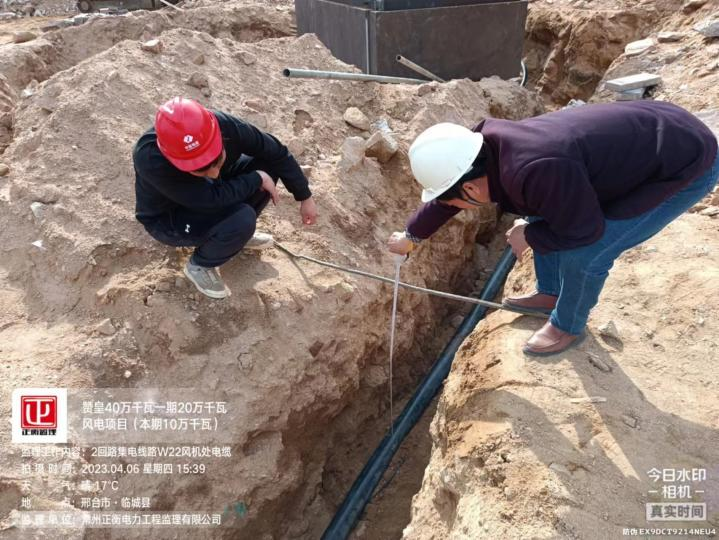 正衡监理
赞皇40万千瓦一期20万千瓦
风电项目（本期10万千瓦）
监理工作内容：2回路集电线路W22风机处电缆
拍摄时间：2023.04.06 星期四 15:39
天　　气：晴 17℃
地　　点：邢台市·临城县
监理单位：常州正衡电力工程监理有限公司
今日水印
相机
真实时间
防伪 EX9DCT9214NEU4